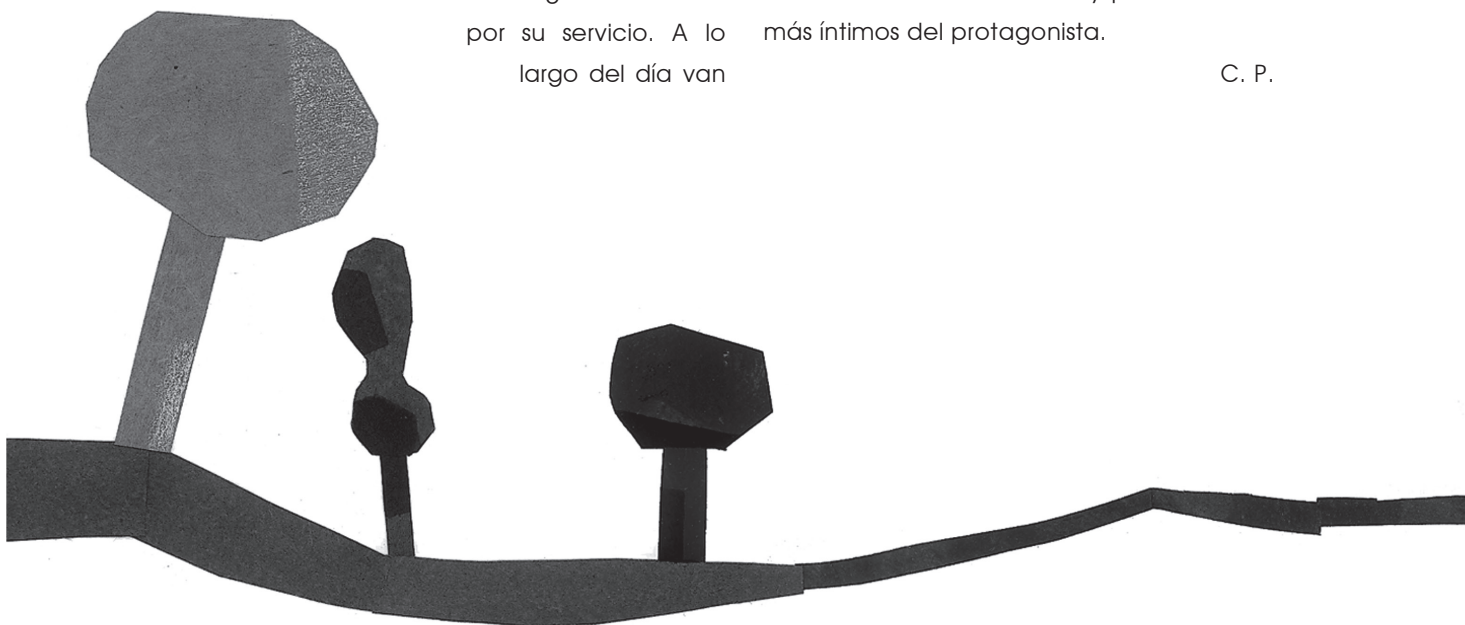 por su servicio. A lo
largo del día van
más íntimos del protagonista.
C. P.